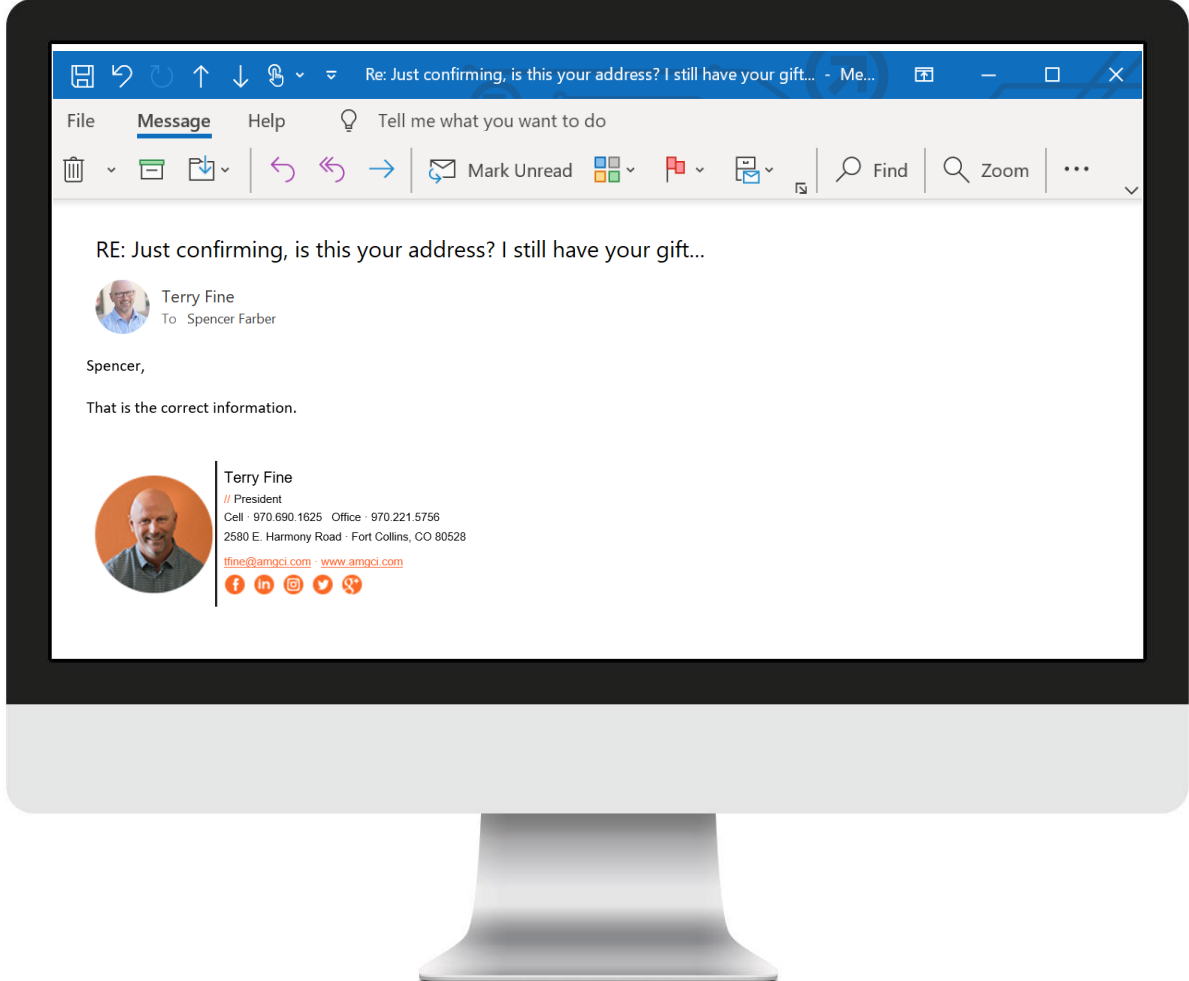 Re: Just confirming, is this your address? I still have your gift... - Me...
File Message Help Tell me what you want to do
Mark Unread Find Zoom
RE: Just confirming, is this your address? I still have your gift...
Terry Fine
To Spencer Farber
Spencer,
That is the correct information.
Terry Fine
// President
Cell · 970.690.1625 Office · 970.221.5756
2580 E. Harmony Road · Fort Collins, CO 80528
tfine@amgci.com · www.amgci.com